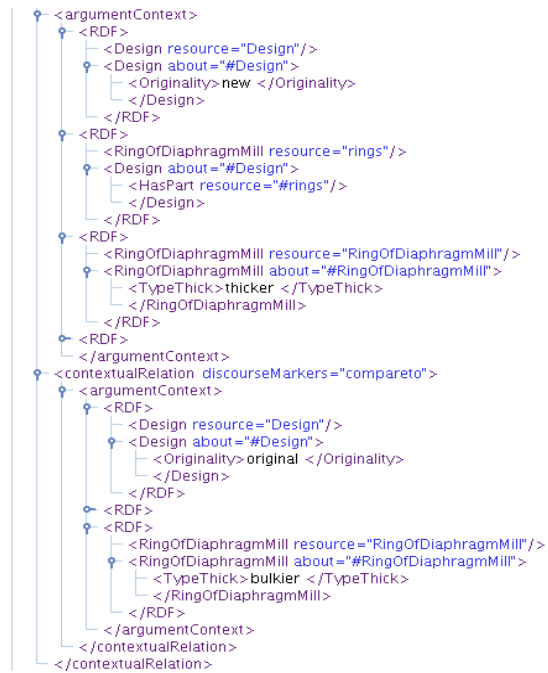 <argumentContext>
<RDF>
<Design resource="Design"/>
<Design about="#Design">
<Originality>new </Originality>
</Design>
</RDF>
<RDF>
<RingOfDiaphragmMill resource="rings"/>
<Design about="#Design">
<HasPart resource="#rings"/>
</Design>
</RDF>
<RDF>
<RingOfDiaphragmMill resource="RingOfDiaphragmMill"/>
<RingOfDiaphragmMill about="#RingOfDiaphragmMill">
<TypeThick>thicker </TypeThick>
</RingOfDiaphragmMill>
</RDF>
<RDF>
</argumentContext>
<contextualRelation discourseMarkers="compareto">
<argumentContext>
<RDF>
<Design resource="Design"/>
<Design about="#Design">
<Originality>original </Originality>
</Design>
</RDF>
<RDF>
<RDF>
<RingOfDiaphragmMill resource="RingOfDiaphragmMill"/>
<RingOfDiaphragmMill about="#RingOfDiaphragmMill">
<TypeThick>bulkier </TypeThick>
</RingOfDiaphragmMill>
</RDF>
</argumentContext>
</contextualRelation>
</contextualRelation>